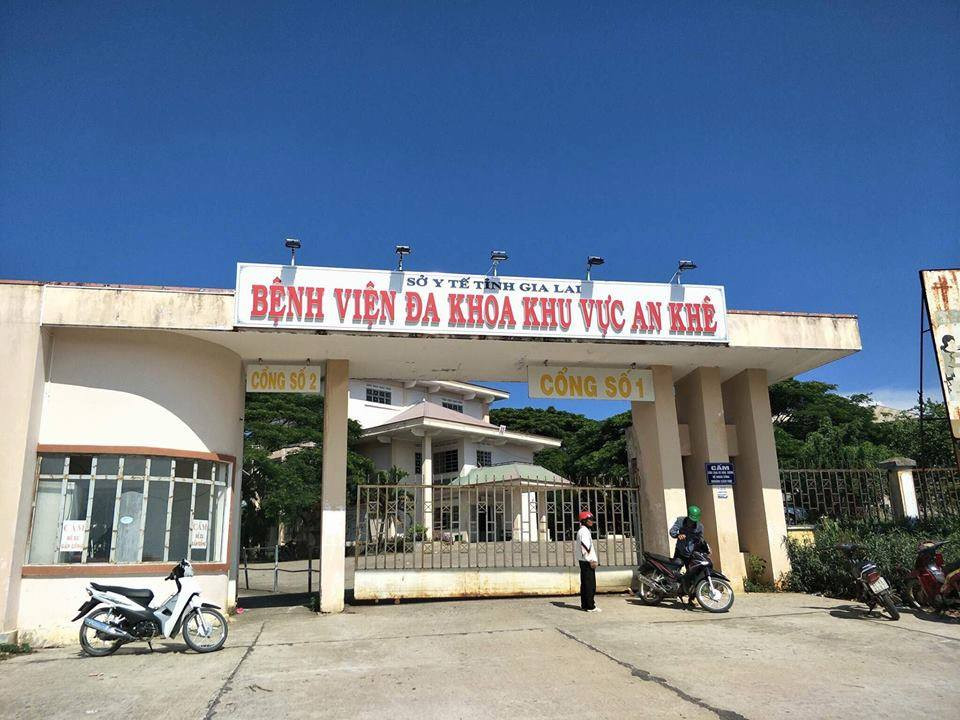 SỞ Y TẾ TỈNH GIA LAI
BỆNH VIỆN ĐA KHOA KHU VỰC AN KHÊ
CỔNG SỐ 2
CỔNG SỐ 1
CẤM
CẤM